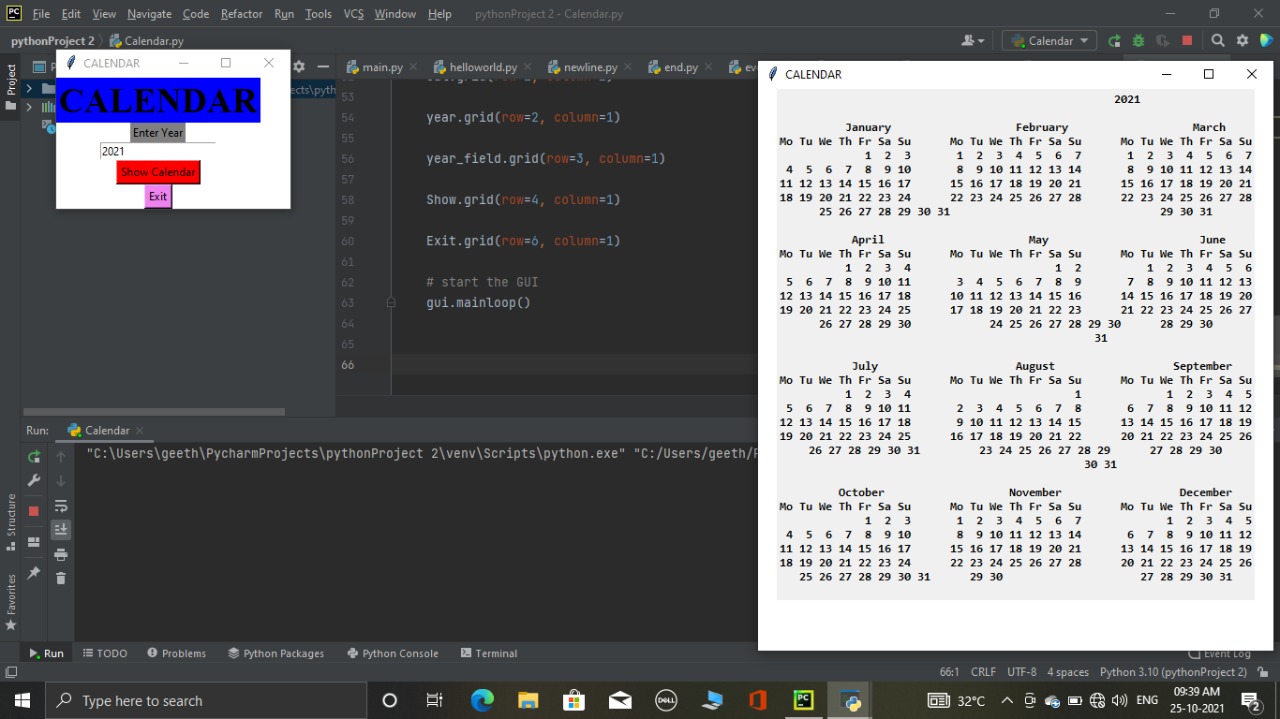 File Edit View Navigate Code Refactor Run Tools VCS Window Help pythonProject 2 - Calendar.py
pythonProject 2 Calendar.py Calendar
Project
CALENDAR
CALENDAR
Enter Year
2021
Show Calendar
Exit
main.py helloworld.py newline.py end.py
53
54 year.grid(row=2, column=1)
55
56 year_field.grid(row=3, column=1)
57
58 Show.grid(row=4, column=1)
59
60 Exit.grid(row=6, column=1)
61
62 # start the GUI
63 gui.mainloop()
64
65
66
CALENDAR
2021
January February March
Mo Tu We Th Fr Sa Su Mo Tu We Th Fr Sa Su Mo Tu We Th Fr Sa Su
1 2 3 1 2 3 4 5 6 7 1 2 3 4 5 6 7
4 5 6 7 8 9 10 8 9 10 11 12 13 14 8 9 10 11 12 13 14
11 12 13 14 15 16 17 15 16 17 18 19 20 21 15 16 17 18 19 20 21
18 19 20 21 22 23 24 22 23 24 25 26 27 28 22 23 24 25 26 27 28
25 26 27 28 29 30 31 29 30 31
April May June
Mo Tu We Th Fr Sa Su Mo Tu We Th Fr Sa Su Mo Tu We Th Fr Sa Su
1 2 3 4 1 2 1 2 3 4 5 6
5 6 7 8 9 10 11 3 4 5 6 7 8 9 7 8 9 10 11 12 13
12 13 14 15 16 17 18 10 11 12 13 14 15 16 14 15 16 17 18 19 20
19 20 21 22 23 24 25 17 18 19 20 21 22 23 21 22 23 24 25 26 27
26 27 28 29 30 24 25 26 27 28 29 30 28 29 30
31
July August September
Mo Tu We Th Fr Sa Su Mo Tu We Th Fr Sa Su Mo Tu We Th Fr Sa Su
1 2 3 4 1 1 2 3 4 5
5 6 7 8 9 10 11 2 3 4 5 6 7 8 6 7 8 9 10 11 12
12 13 14 15 16 17 18 9 10 11 12 13 14 15 13 14 15 16 17 18 19
19 20 21 22 23 24 25 16 17 18 19 20 21 22 20 21 22 23 24 25 26
26 27 28 29 30 31 23 24 25 26 27 28 29 27 28 29 30
30 31
October November December
Mo Tu We Th Fr Sa Su Mo Tu We Th Fr Sa Su Mo Tu We Th Fr Sa Su
1 2 3 1 2 3 4 5 6 7 1 2 3 4 5
4 5 6 7 8 9 10 8 9 10 11 12 13 14 6 7 8 9 10 11 12
11 12 13 14 15 16 17 15 16 17 18 19 20 21 13 14 15 16 17 18 19
18 19 20 21 22 23 24 22 23 24 25 26 27 28 20 21 22 23 24 25 26
25 26 27 28 29 30 31 29 30 27 28 29 30 31
Run: Calendar
"C:\Users\geeth\PycharmProjects\pythonProject 2\venv\Scripts\python.exe" "C:/Users/geeth/
Structure
Favorites
Run TODO Problems Python Packages Python Console Terminal Event Log
66:1 CRLF UTF-8 4 spaces Python 3.10 (pythonProject 2)
Type here to search
DELL
32°C ENG
09:39 AM
25-10-2021
2